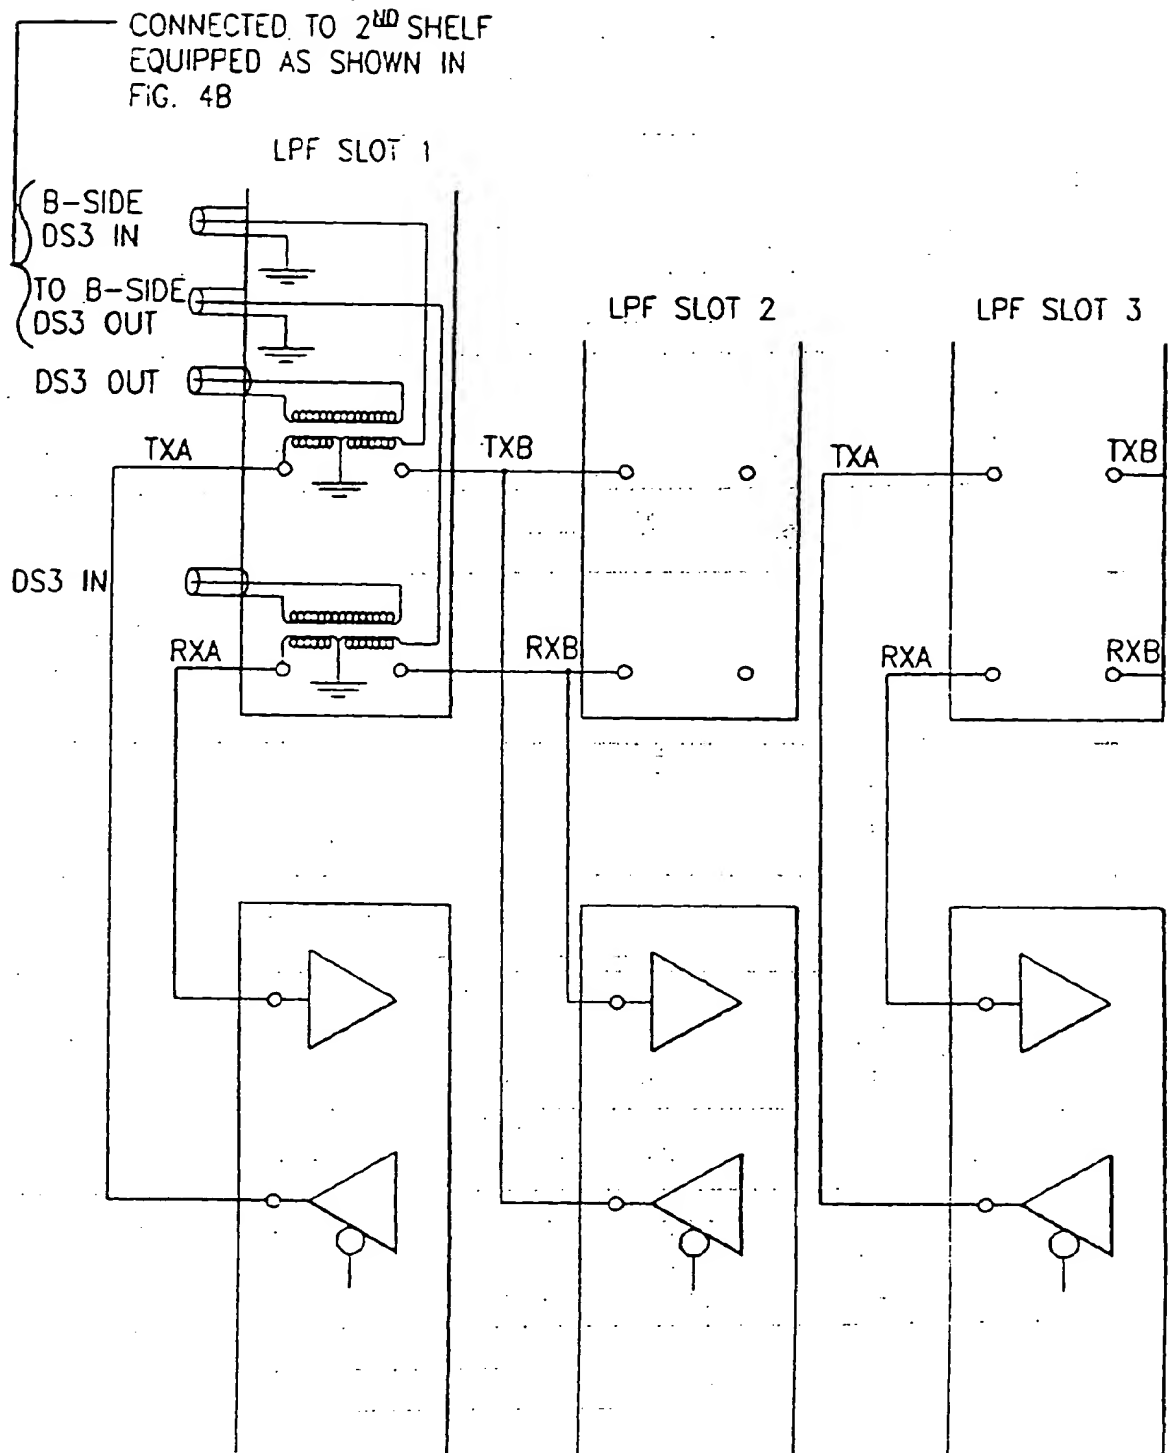 CONNECTED TO 2ND SHELF
EQUIPPED AS SHOWN IN
FiG. 4B
LPF SLOT 1
B-SIDE
DS3 IN
TO B-SIDE
DS3 OUT
LPF SLOT 2
LPF SLOT 3
DS3 OUT
TXA
TXB
TXA
TXB
DS3 IN
RXA
RXB
RXA
RXB